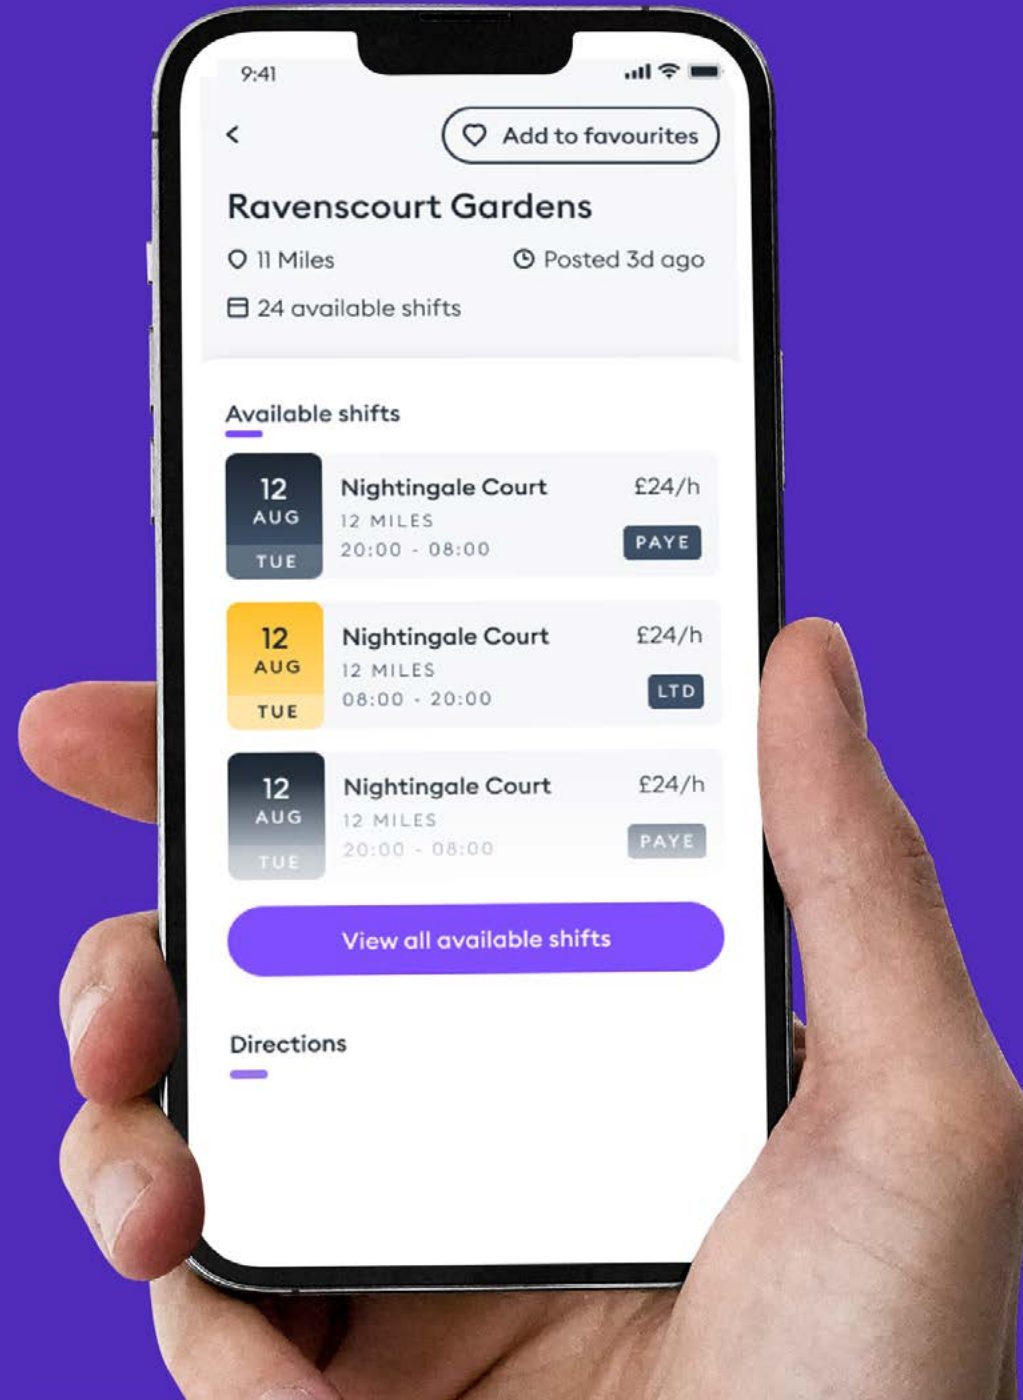 9:41
Add to favourites
Ravenscourt Gardens
11 Miles
Posted 3d ago
24 available shifts
Available shifts
12
AUG
TUE
Nightingale Court
12 MILES
20:00 - 08:00
£24/h
PAYE
12
AUG
TUE
Nightingale Court
12 MILES
08:00 - 20:00
£24/h
LTD
12
AUG
TUE
Nightingale Court
12 MILES
20:00 - 08:00
£24/h
PAYE
View all available shifts
Directions